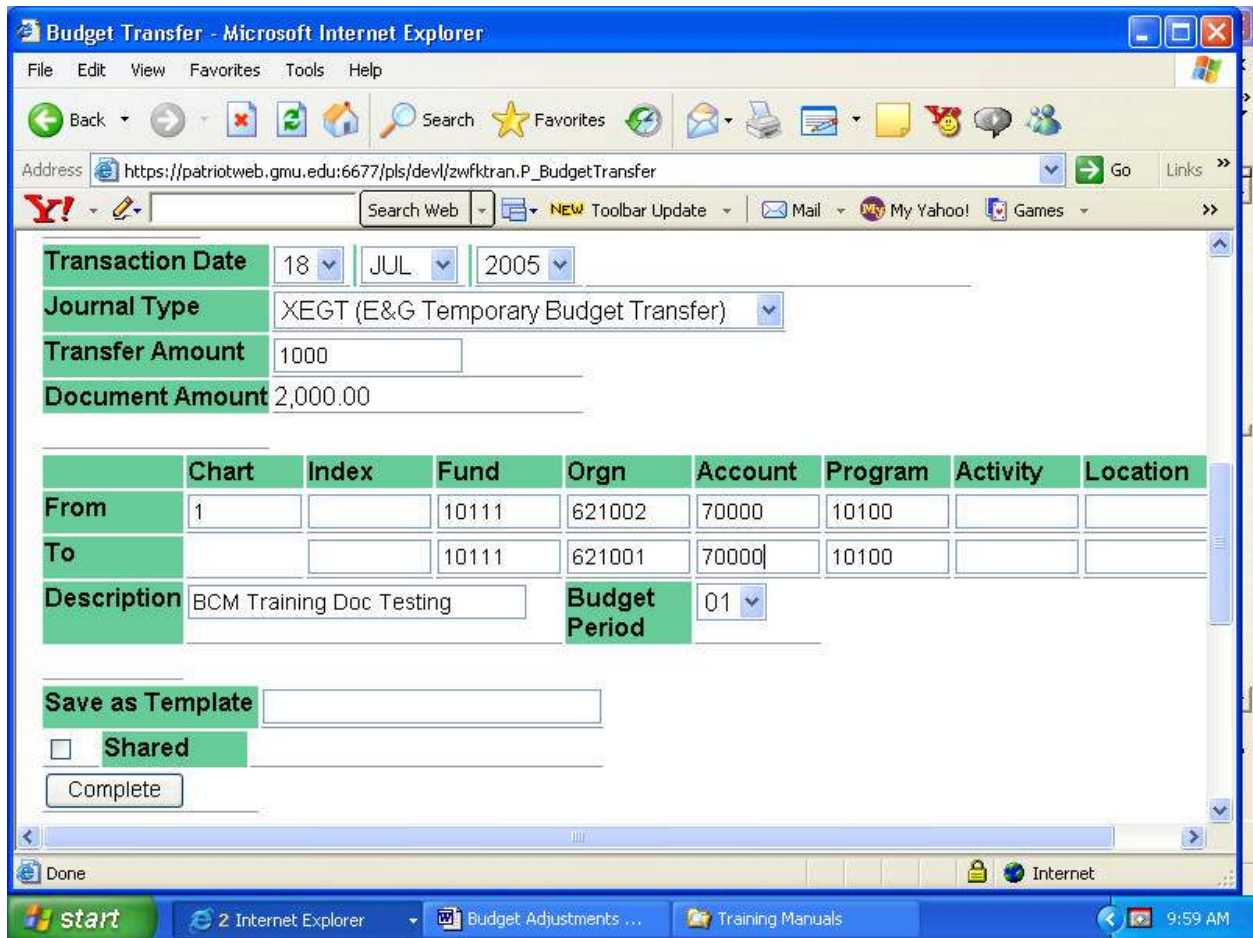 Budget Transfer - Microsoft Internet Explorer
File Edit View Favorites Tools Help
Back Search Favorites
Address https://patriotweb.gmu.edu:6677/pls/devl/zwfktran.P_BudgetTransfer Go Links »
Y! Search Web NEW Toolbar Update Mail My My Yahoo! Games »
Transaction Date 18 JUL 2005
Journal Type XEGT (E&G Temporary Budget Transfer)
Transfer Amount 1000
Document Amount 2,000.00
Chart Index Fund Orgn Account Program Activity Location
From 1 10111 621002 70000 10100
To 10111 621001 70000 10100
Description BCM Training Doc Testing Budget Period 01
Save as Template
Shared
Complete
Done Internet
start 2 Internet Explorer Budget Adjustments ... Training Manuals 9:59 AM